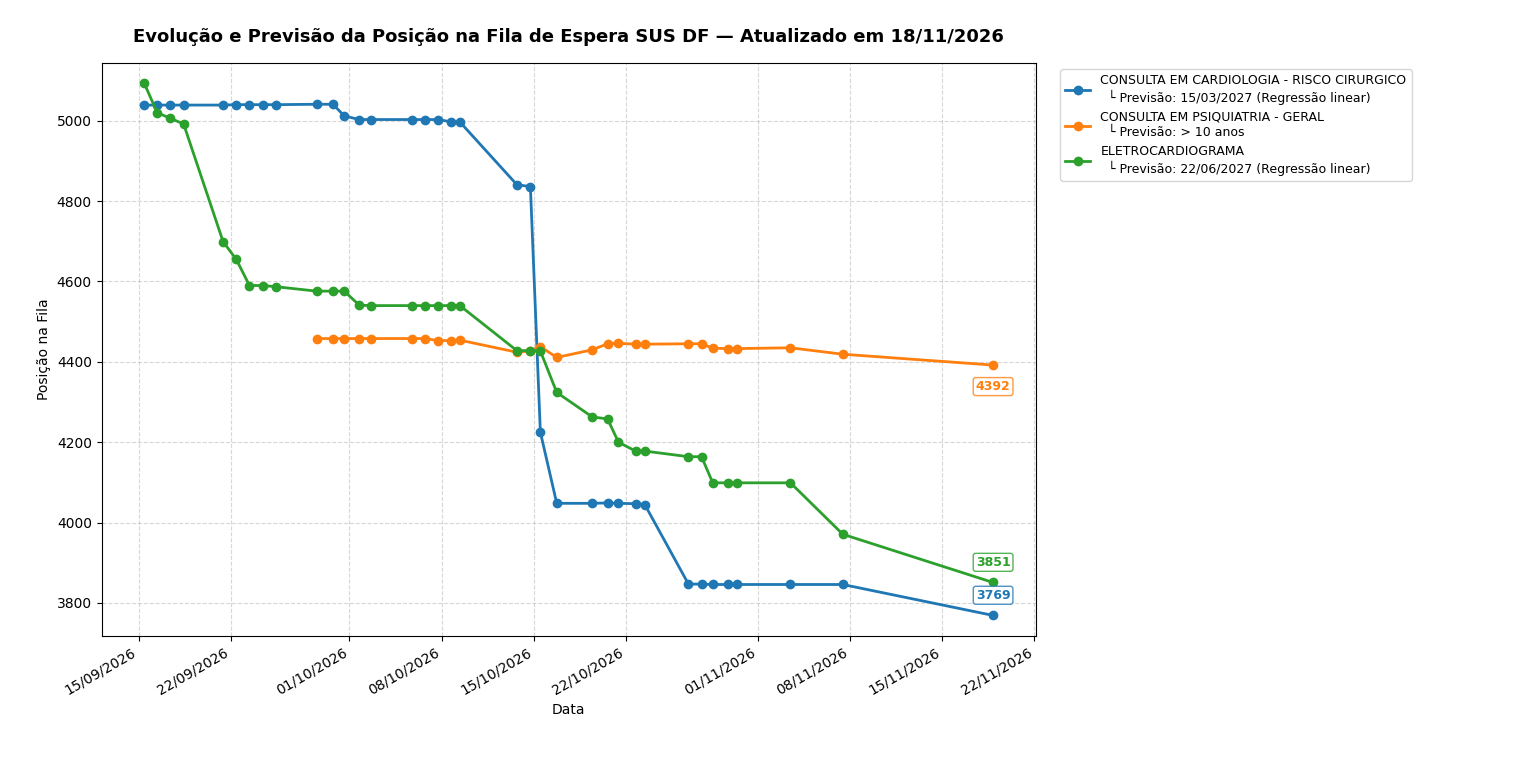 Evolução e Previsão da Posição na Fila de Espera SUS DF — Atualizado em 18/11/2026
CONSULTA EM CARDIOLOGIA - RISCO CIRURGICO
└ Previsão: 15/03/2027 (Regressão linear)
CONSULTA EM PSIQUIATRIA - GERAL
└ Previsão: > 10 anos
ELETROCARDIOGRAMA
└ Previsão: 22/06/2027 (Regressão linear)
Posição na Fila
5000
4800
4600
4400
4200
4000
3800
4392
3851
3769
15/09/2026
22/09/2026
01/10/2026
08/10/2026
15/10/2026
22/10/2026
01/11/2026
08/11/2026
15/11/2026
22/11/2026
Data